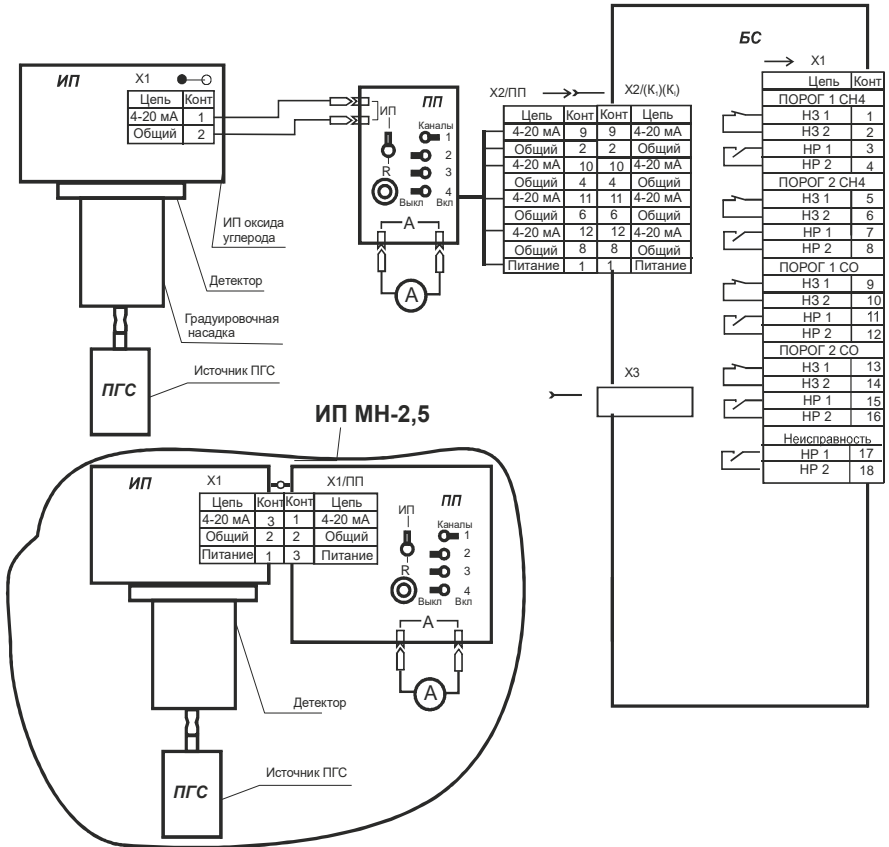 ИП
X1
Цепь Конт
4-20 мА 1
Общий 2
ИП оксида
углерода
Детектор
Градуировочная
насадка
Источник ПГС
ПГС
ПП
ИП
Каналы
1
2
3
R
4
Выкл Вкл
А
А
X2/ПП
X2/(К₁)(Kᵢ)
Цепь Конт Конт Цепь
4-20 мА 9 9 4-20 мА
Общий 2 2 Общий
4-20 мА 10 10 4-20 мА
Общий 4 4 Общий
4-20 мА 11 11 4-20 мА
Общий 6 6 Общий
4-20 мА 12 12 4-20 мА
Общий 8 8 Общий
Питание 1 1 Питание
X3
БС
X1
Цепь Конт
ПОРОГ 1 СН4
НЗ 1 1
НЗ 2 2
НР 1 3
НР 2 4
ПОРОГ 2 СН4
НЗ 1 5
НЗ 2 6
НР 1 7
НР 2 8
ПОРОГ 1 СО
НЗ 1 9
НЗ 2 10
НР 1 11
НР 2 12
ПОРОГ 2 СО
НЗ 1 13
НЗ 2 14
НР 1 15
НР 2 16
Неисправность
НР 1 17
НР 2 18
ИП МН-2,5
ИП
X1
X1/ПП
Цепь Конт Конт Цепь
4-20 мА 3 1 4-20 мА
Общий 2 2 Общий
Питание 1 3 Питание
ПП
ИП
Каналы
1
2
3
R
4
Выкл Вкл
А
А
Детектор
Источник ПГС
ПГС